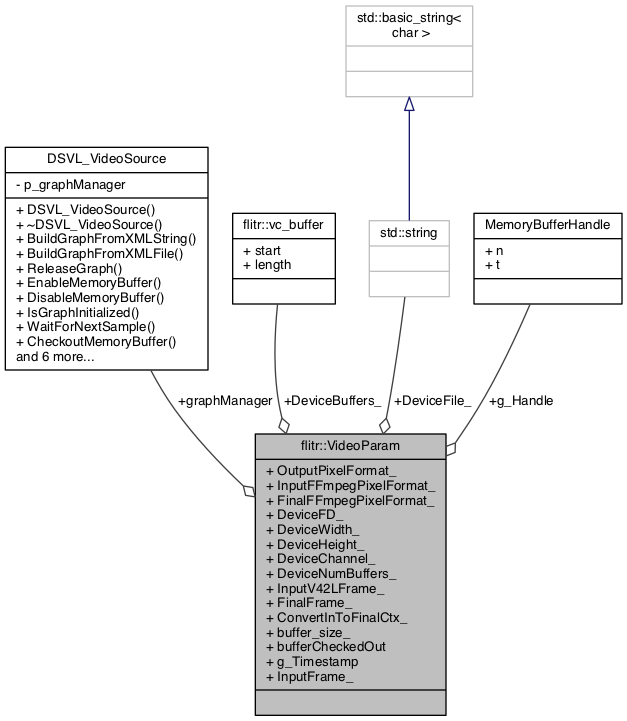 std::basic_string<
char >
DSVL_VideoSource
- p_graphManager
+ DSVL_VideoSource()
+ ~DSVL_VideoSource()
+ BuildGraphFromXMLString()
+ BuildGraphFromXMLFile()
+ ReleaseGraph()
+ EnableMemoryBuffer()
+ DisableMemoryBuffer()
+ IsGraphInitialized()
+ WaitForNextSample()
+ CheckoutMemoryBuffer()
and 6 more...
flitr::vc_buffer
+ start
+ length
std::string
MemoryBufferHandle
+ n
+ t
+graphManager
+DeviceBuffers_
+DeviceFile_
+g_Handle
flitr::VideoParam
+ OutputPixelFormat_
+ InputFFmpegPixelFormat_
+ FinalFFmpegPixelFormat_
+ DeviceFD_
+ DeviceWidth_
+ DeviceHeight_
+ DeviceChannel_
+ DeviceNumBuffers_
+ InputV42LFrame_
+ FinalFrame_
+ ConvertInToFinalCtx_
+ buffer_size_
+ bufferCheckedOut
+ g_Timestamp
+ InputFrame_